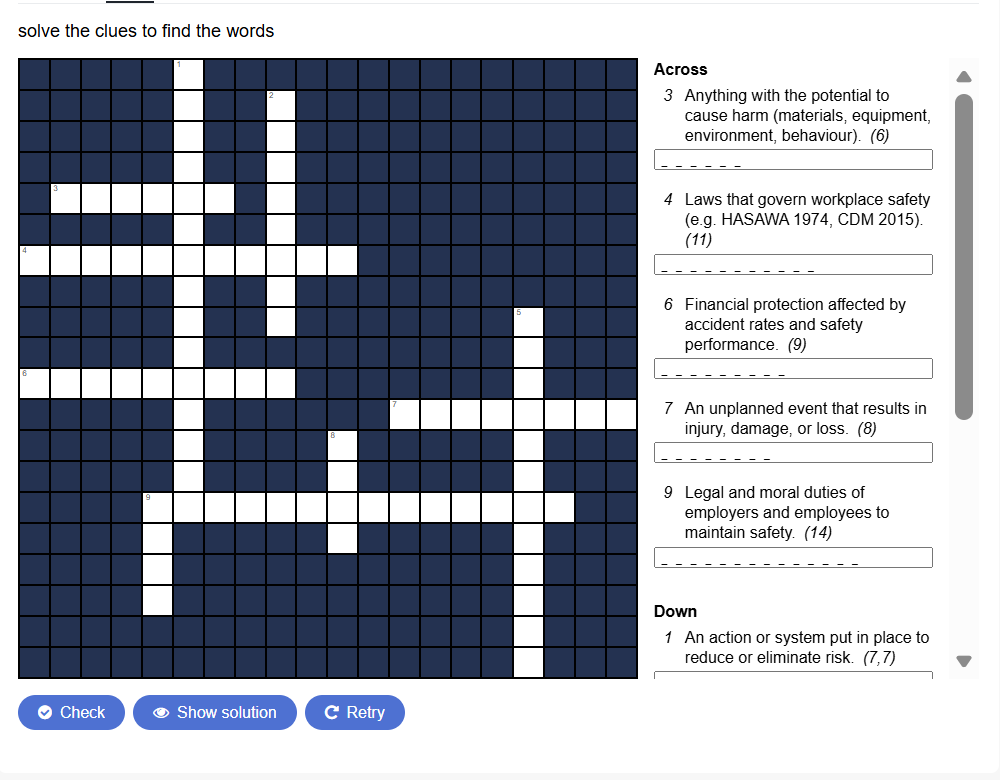 solve the clues to find the words
1
2
3
4
5
6
7
8
9
Across
3 Anything with the potential to
cause harm (materials, equipment,
environment, behaviour). (6)
_ _ _ _ _ _
4 Laws that govern workplace safety
(e.g. HASAWA 1974, CDM 2015).
(11)
_ _ _ _ _ _ _ _ _ _ _
6 Financial protection affected by
accident rates and safety
performance. (9)
_ _ _ _ _ _ _ _ _
7 An unplanned event that results in
injury, damage, or loss. (8)
_ _ _ _ _ _ _ _
9 Legal and moral duties of
employers and employees to
maintain safety. (14)
_ _ _ _ _ _ _ _ _ _ _ _ _ _
Down
1 An action or system put in place to
reduce or eliminate risk. (7,7)
Check
Show solution
Retry